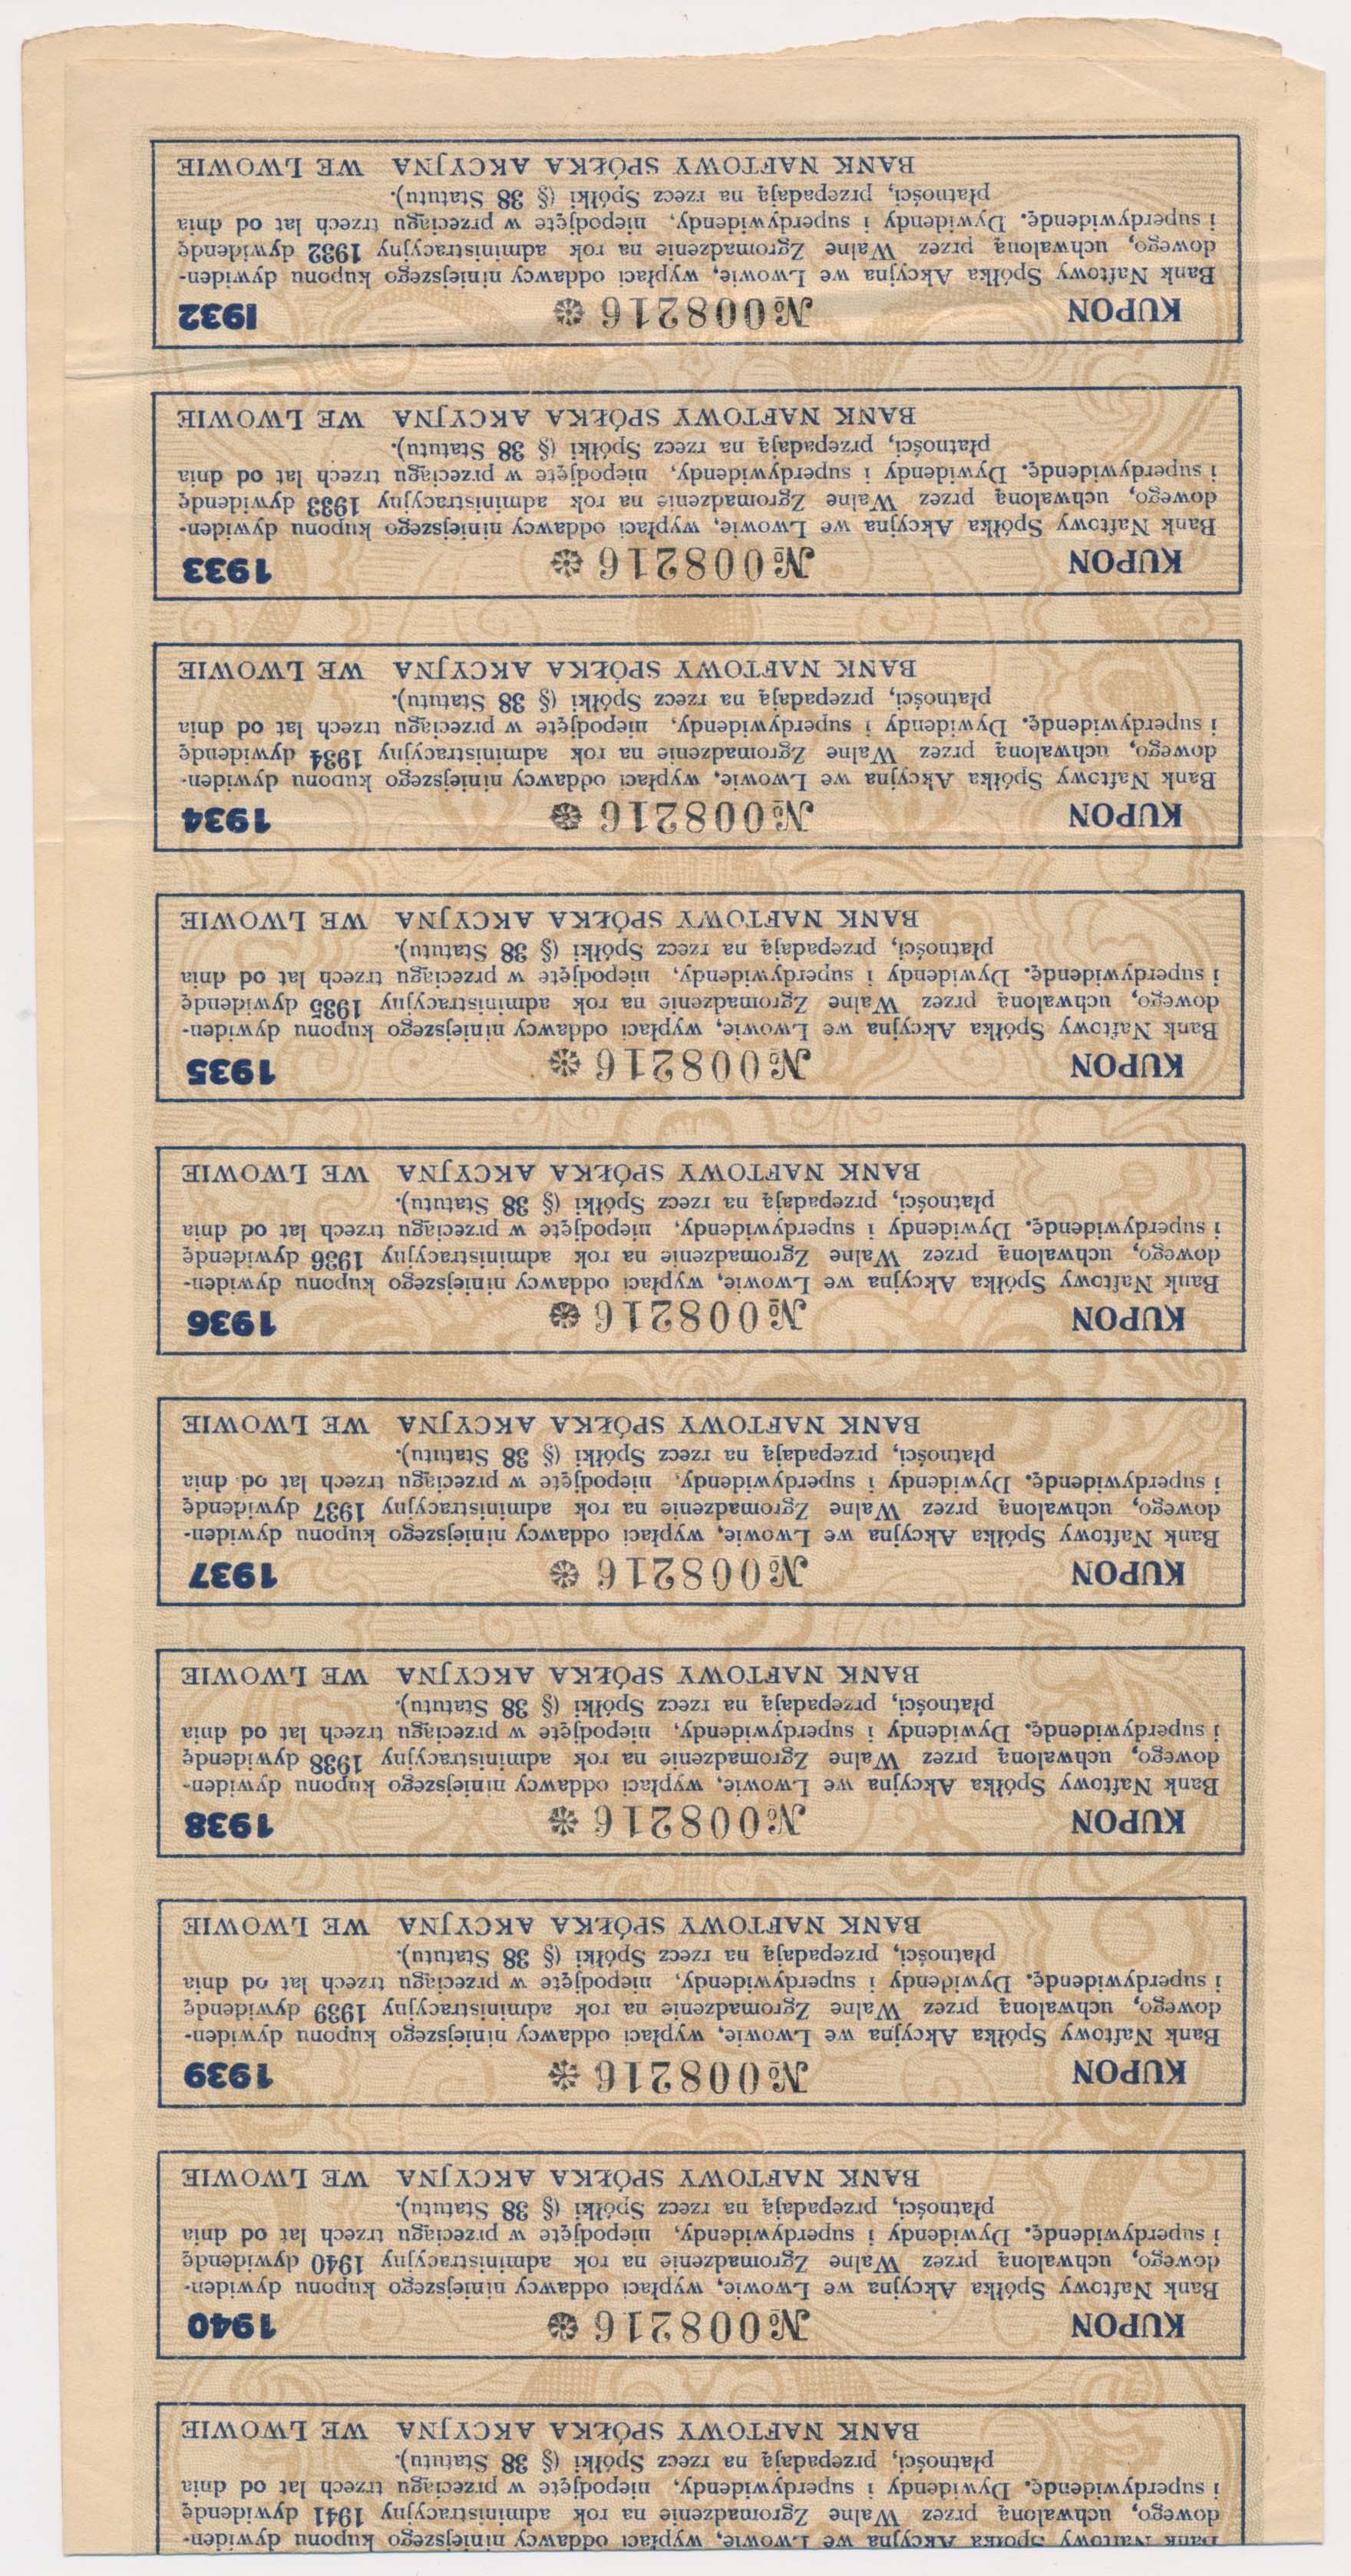 Bank Naftowy Spółka Akcyjna we Lwowie, wypłaci oddawcy niniejszego kuponu dywiden-
dowego, uchwaloną przez Walne Zgromadzenie na rok administracyjny 1941 dywidendę
i superdywidendę. Dywidendy i superdywidendy, niepodjęte w przeciągu trzech lat od dnia
płatności, przepadają na rzecz Spółki (§ 38 Statutu).
BANK NAFTOWY SPÓŁKA AKCYJNA WE LWOWIE
KUPON №008216 1940
Bank Naftowy Spółka Akcyjna we Lwowie, wypłaci oddawcy niniejszego kuponu dywiden-
dowego, uchwaloną przez Walne Zgromadzenie na rok administracyjny 1940 dywidendę
i superdywidendę. Dywidendy i superdywidendy, niepodjęte w przeciągu trzech lat od dnia
płatności, przepadają na rzecz Spółki (§ 38 Statutu).
BANK NAFTOWY SPÓŁKA AKCYJNA WE LWOWIE
KUPON №008216 1939
Bank Naftowy Spółka Akcyjna we Lwowie, wypłaci oddawcy niniejszego kuponu dywiden-
dowego, uchwaloną przez Walne Zgromadzenie na rok administracyjny 1939 dywidendę
i superdywidendę. Dywidendy i superdywidendy, niepodjęte w przeciągu trzech lat od dnia
płatności, przepadają na rzecz Spółki (§ 38 Statutu).
BANK NAFTOWY SPÓŁKA AKCYJNA WE LWOWIE
KUPON №008216 1938
Bank Naftowy Spółka Akcyjna we Lwowie, wypłaci oddawcy niniejszego kuponu dywiden-
dowego, uchwaloną przez Walne Zgromadzenie na rok administracyjny 1938 dywidendę
i superdywidendę. Dywidendy i superdywidendy, niepodjęte w przeciągu trzech lat od dnia
płatności, przepadają na rzecz Spółki (§ 38 Statutu).
BANK NAFTOWY SPÓŁKA AKCYJNA WE LWOWIE
KUPON №008216 1937
Bank Naftowy Spółka Akcyjna we Lwowie, wypłaci oddawcy niniejszego kuponu dywiden-
dowego, uchwaloną przez Walne Zgromadzenie na rok administracyjny 1937 dywidendę
i superdywidendę. Dywidendy i superdywidendy, niepodjęte w przeciągu trzech lat od dnia
płatności, przepadają na rzecz Spółki (§ 38 Statutu).
BANK NAFTOWY SPÓŁKA AKCYJNA WE LWOWIE
KUPON №008216 1936
Bank Naftowy Spółka Akcyjna we Lwowie, wypłaci oddawcy niniejszego kuponu dywiden-
dowego, uchwaloną przez Walne Zgromadzenie na rok administracyjny 1936 dywidendę
i superdywidendę. Dywidendy i superdywidendy, niepodjęte w przeciągu trzech lat od dnia
płatności, przepadają na rzecz Spółki (§ 38 Statutu).
BANK NAFTOWY SPÓŁKA AKCYJNA WE LWOWIE
KUPON №008216 1935
Bank Naftowy Spółka Akcyjna we Lwowie, wypłaci oddawcy niniejszego kuponu dywiden-
dowego, uchwaloną przez Walne Zgromadzenie na rok administracyjny 1935 dywidendę
i superdywidendę. Dywidendy i superdywidendy, niepodjęte w przeciągu trzech lat od dnia
płatności, przepadają na rzecz Spółki (§ 38 Statutu).
BANK NAFTOWY SPÓŁKA AKCYJNA WE LWOWIE
KUPON №008216 1934
Bank Naftowy Spółka Akcyjna we Lwowie, wypłaci oddawcy niniejszego kuponu dywiden-
dowego, uchwaloną przez Walne Zgromadzenie na rok administracyjny 1934 dywidendę
i superdywidendę. Dywidendy i superdywidendy, niepodjęte w przeciągu trzech lat od dnia
płatności, przepadają na rzecz Spółki (§ 38 Statutu).
BANK NAFTOWY SPÓŁKA AKCYJNA WE LWOWIE
KUPON №008216 1933
Bank Naftowy Spółka Akcyjna we Lwowie, wypłaci oddawcy niniejszego kuponu dywiden-
dowego, uchwaloną przez Walne Zgromadzenie na rok administracyjny 1933 dywidendę
i superdywidendę. Dywidendy i superdywidendy, niepodjęte w przeciągu trzech lat od dnia
płatności, przepadają na rzecz Spółki (§ 38 Statutu).
BANK NAFTOWY SPÓŁKA AKCYJNA WE LWOWIE
KUPON №008216 1932
Bank Naftowy Spółka Akcyjna we Lwowie, wypłaci oddawcy niniejszego kuponu dywiden-
dowego, uchwaloną przez Walne Zgromadzenie na rok administracyjny 1932 dywidendę
i superdywidendę. Dywidendy i superdywidendy, niepodjęte w przeciągu trzech lat od dnia
płatności, przepadają na rzecz Spółki (§ 38 Statutu).
BANK NAFTOWY SPÓŁKA AKCYJNA WE LWOWIE